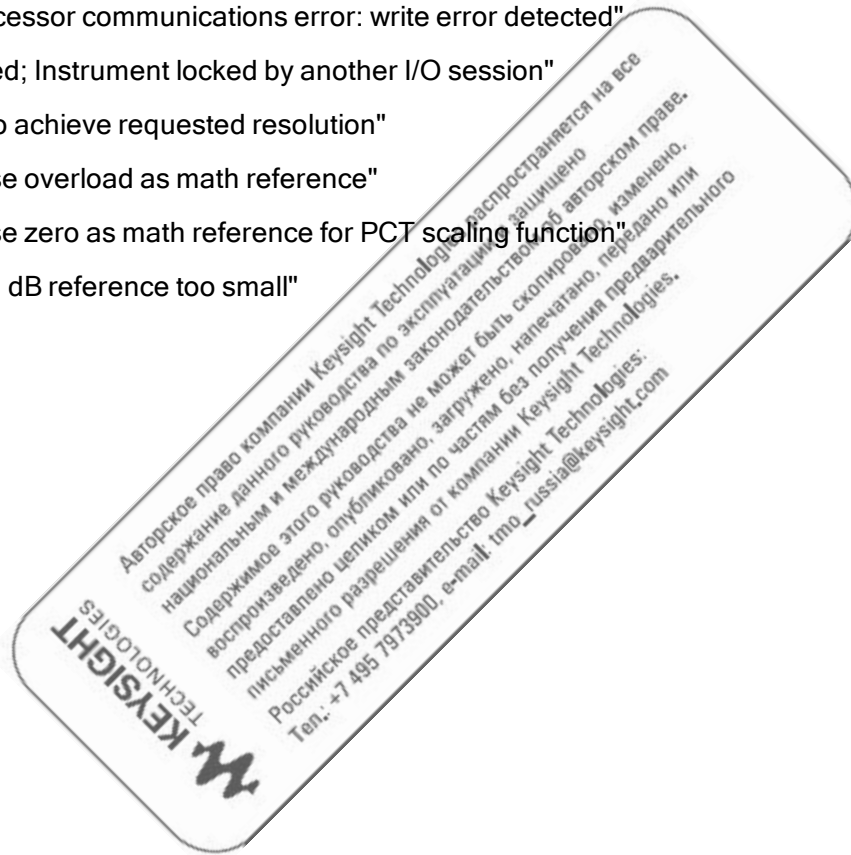 cessor communications error: write error detected"
ed; Instrument locked by another I/O session"
o achieve requested resolution"
se overload as math reference"
se zero as math reference for PCT scaling function"
dB reference too small"
KEYSIGHT
TECHNOLOGIES
Авторское право компании Keysight Technologies распространяется на все
содержание данного руководства по эксплуатации и защищено
национальным и международным законодательством об авторском праве.
Содержимое этого руководства не может быть скопировано, изменено,
воспроизведено, опубликовано, загружено, напечатано, передано или
предоставлено целиком или по частям без получения предварительного
письменного разрешения от компании Keysight Technologies.
Российское представительство Keysight Technologies:
Тел.: +7 495 7973900, e-mail: tmo_russia@keysight.com